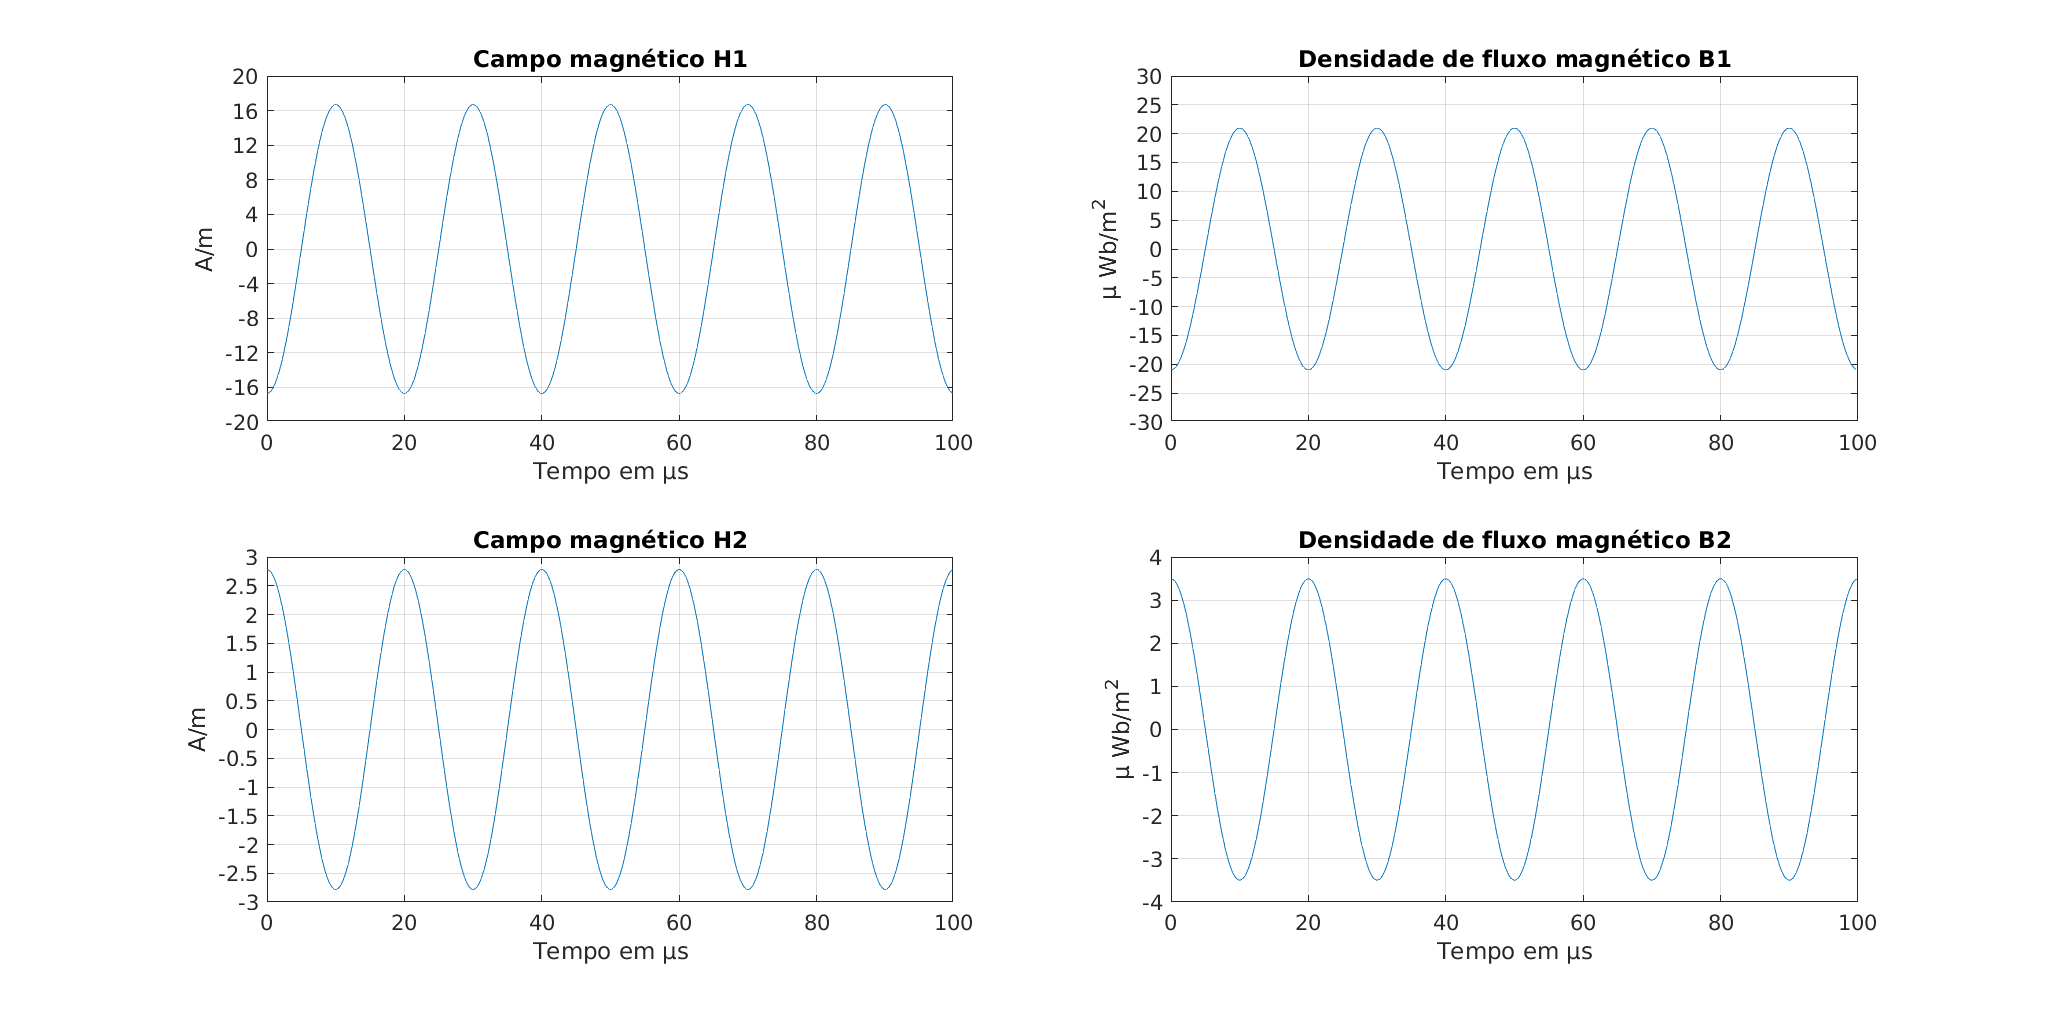 Campo magnético H1
20
16
12
8
4
0
-4
-8
-12
-16
-20
A/m
0 20 40 60 80 100
Tempo em µs
Densidade de fluxo magnético B1
30
25
20
15
10
5
0
-5
-10
-15
-20
-25
-30
µ Wb/m²
0 20 40 60 80 100
Tempo em µs
Campo magnético H2
3
2.5
2
1.5
1
0.5
0
-0.5
-1
-1.5
-2
-2.5
-3
A/m
0 20 40 60 80 100
Tempo em µs
Densidade de fluxo magnético B2
4
3
2
1
0
-1
-2
-3
-4
µ Wb/m²
0 20 40 60 80 100
Tempo em µs